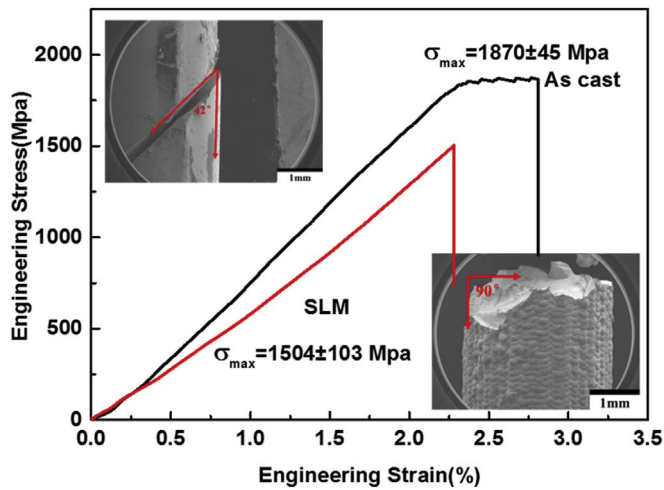 2000
1500
1000
500
0
0.0
0.5
1.0
1.5
2.0
2.5
3.0
3.5
Engineering Stress(Mpa)
Engineering Strain(%)
42°
1mm
σmax=1870±45 Mpa
As cast
SLM
σmax=1504±103 Mpa
90°
1mm